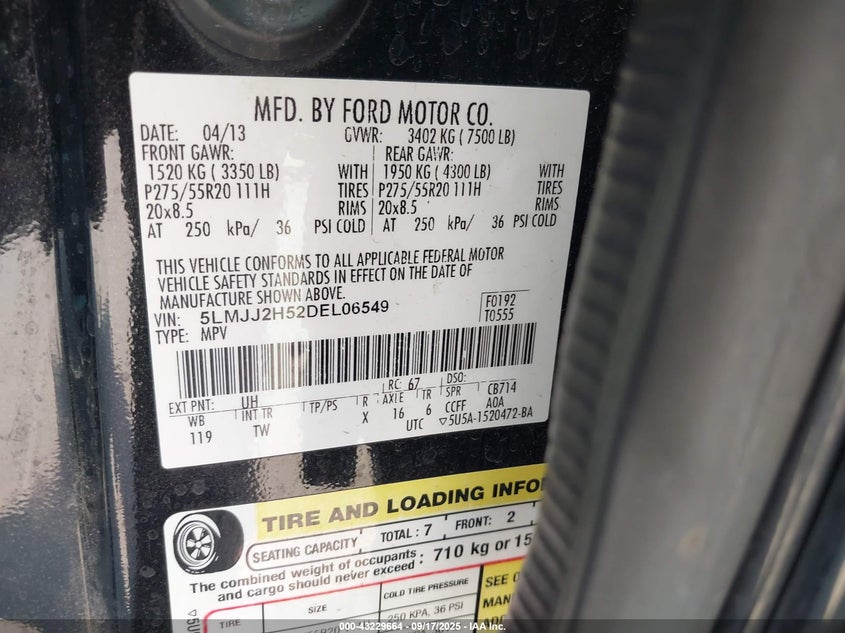 MFD. BY FORD MOTOR CO.
DATE: 04/13 GVWR: 3402 KG ( 7500 LB)
FRONT GAWR: REAR GAWR:
1520 KG ( 3350 LB) WITH 1950 KG ( 4300 LB) WITH
P275/55R20 111H TIRES P275/55R20 111H TIRES
20x8.5 RIMS 20x8.5 RIMS
AT 250 kPa/ 36 PSI COLD AT 250 kPa/ 36 PSI COLD
THIS VEHICLE CONFORMS TO ALL APPLICABLE FEDERAL MOTOR
VEHICLE SAFETY STANDARDS IN EFFECT ON THE DATE OF
MANUFACTURE SHOWN ABOVE.
VIN: 5LMJJ2H52DEL06549 F0192
TYPE: MPV T0555
EXT PNT: UH RC: 67 DSO:
WB INT TR TP/PS R AXLE TR SPR CB714
119 TW X 16 6 CCFF A0A
UTC ▽5U5A-1520472-BA
TIRE AND LOADING INFO
SEATING CAPACITY TOTAL: 7 FRONT: 2
The combined weight of occupants and cargo should never exceed: 710 kg or 15
TIRE SIZE COLD TIRE PRESSURE SEE O
250 KPA, 36 PSI MANU
000-43229664 - 09/17/2025 - IAA Inc.